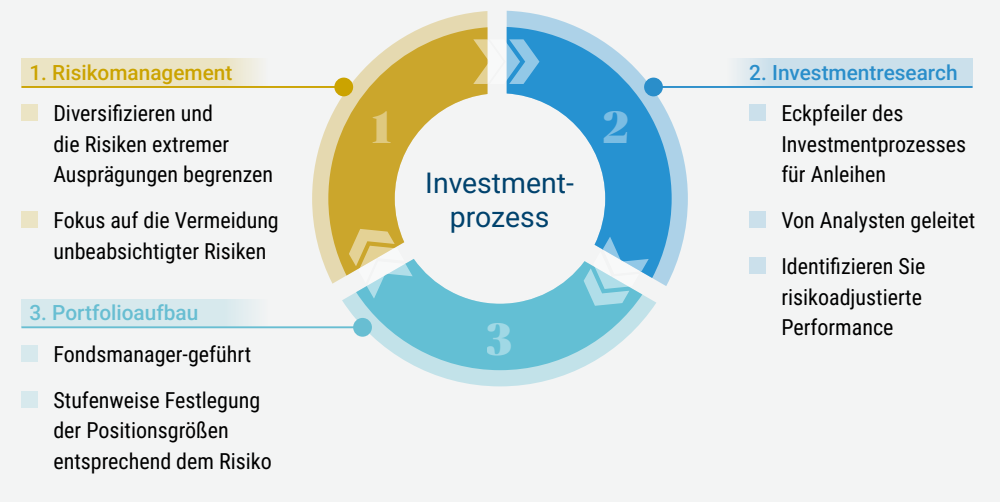 1. Risikomanagement
Diversifizieren und
die Risiken extremer
Ausprägungen begrenzen
Fokus auf die Vermeidung
unbeabsichtigter Risiken
3. Portfolioaufbau
Fondsmanager-geführt
Stufenweise Festlegung
der Positionsgrößen
entsprechend dem Risiko
1
2
3
Investment-
prozess
2. Investmentresearch
Eckpfeiler des
Investmentprozesses
für Anleihen
Von Analysten geleitet
Identifizieren Sie
risikoadjustierte
Performance